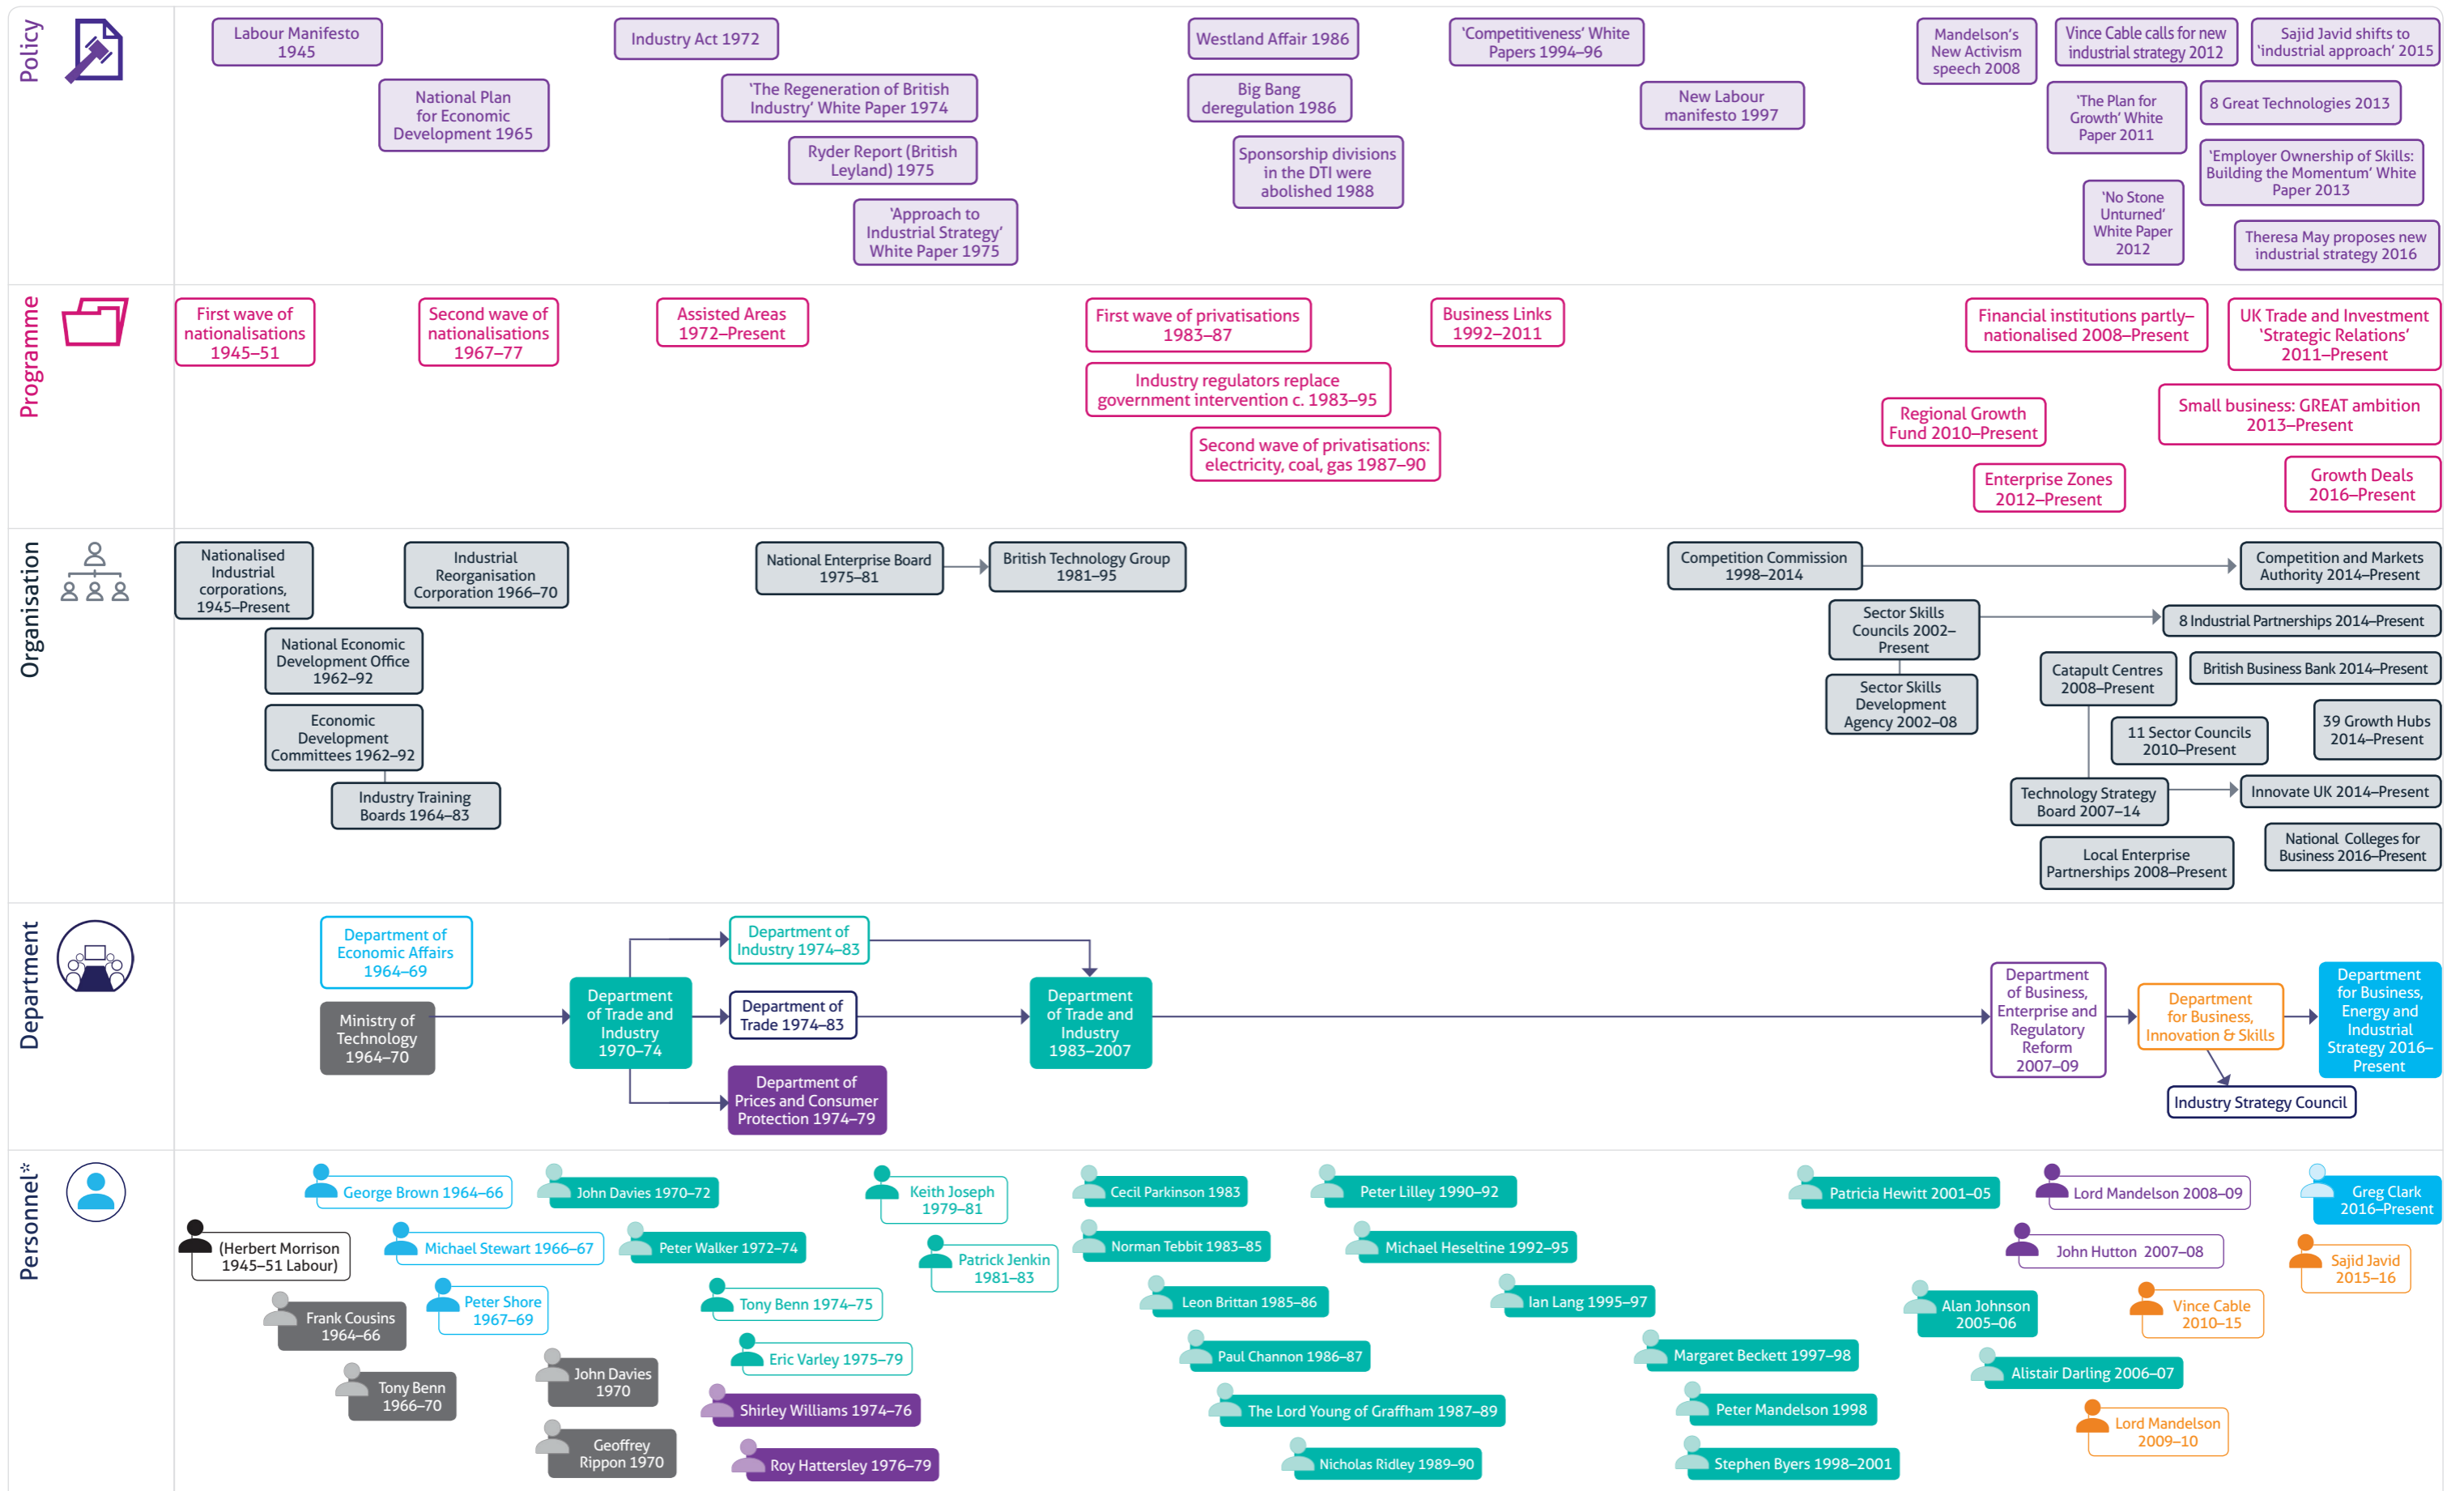 Policy
Labour Manifesto
1945
National Plan
for Economic
Development 1965
Industry Act 1972
‘The Regeneration of British
Industry’ White Paper 1974
Ryder Report (British
Leyland) 1975
‘Approach to
Industrial Strategy’
White Paper 1975
Westland Affair 1986
Big Bang
deregulation 1986
Sponsorship divisions
in the DTI were
abolished 1988
‘Competitiveness’ White
Papers 1994–96
New Labour
manifesto 1997
Mandelson’s
New Activism
speech 2008
Vince Cable calls for new
industrial strategy 2012
‘The Plan for
Growth’ White
Paper 2011
‘No Stone
Unturned’
White Paper
2012
Sajid Javid shifts to
‘industrial approach’ 2015
8 Great Technologies 2013
‘Employer Ownership of Skills:
Building the Momentum’ White
Paper 2013
Theresa May proposes new
industrial strategy 2016
Programme
First wave of
nationalisations
1945–51
Second wave of
nationalisations
1967–77
Assisted Areas
1972–Present
First wave of privatisations
1983–87
Industry regulators replace
government intervention c. 1983–95
Second wave of privatisations:
electricity, coal, gas 1987–90
Business Links
1992–2011
Financial institutions partly–
nationalised 2008–Present
Regional Growth
Fund 2010–Present
Enterprise Zones
2012–Present
UK Trade and Investment
‘Strategic Relations’
2011–Present
Small business: GREAT ambition
2013–Present
Growth Deals
2016–Present
Organisation
Nationalised
Industrial
corporations,
1945–Present
National Economic
Development Office
1962–92
Economic
Development
Committees 1962–92
Industry Training
Boards 1964–83
Industrial
Reorganisation
Corporation 1966–70
National Enterprise Board
1975–81
British Technology Group
1981–95
Competition Commission
1998–2014
Competition and Markets
Authority 2014–Present
Sector Skills
Councils 2002–
Present
8 Industrial Partnerships 2014–Present
Sector Skills
Development
Agency 2002–08
Catapult Centres
2008–Present
British Business Bank 2014–Present
11 Sector Councils
2010–Present
39 Growth Hubs
2014–Present
Technology Strategy
Board 2007–14
Innovate UK 2014–Present
Local Enterprise
Partnerships 2008–Present
National Colleges for
Business 2016–Present
Department
Department of
Economic Affairs
1964–69
Ministry of
Technology
1964–70
Department
of Trade and
Industry
1970–74
Department of
Industry 1974–83
Department of
Trade 1974–83
Department of
Prices and Consumer
Protection 1974–79
Department
of Trade and
Industry
1983–2007
Department
of Business,
Enterprise and
Regulatory
Reform
2007–09
Department
for Business,
Innovation & Skills
Industry Strategy Council
Department
for Business,
Energy and
Industrial
Strategy 2016–
Present
Personnel*
George Brown 1964–66
(Herbert Morrison
1945–51 Labour)
Michael Stewart 1966–67
Frank Cousins
1964–66
Peter Shore
1967–69
Tony Benn
1966–70
John Davies 1970–72
Peter Walker 1972–74
John Davies
1970
Geoffrey
Rippon 1970
Keith Joseph
1979–81
Patrick Jenkin
1981–83
Tony Benn 1974–75
Eric Varley 1975–79
Shirley Williams 1974–76
Roy Hattersley 1976–79
Cecil Parkinson 1983
Norman Tebbit 1983–85
Leon Brittan 1985–86
Paul Channon 1986–87
The Lord Young of Graffham 1987–89
Nicholas Ridley 1989–90
Peter Lilley 1990–92
Michael Heseltine 1992–95
Ian Lang 1995–97
Margaret Beckett 1997–98
Peter Mandelson 1998
Stephen Byers 1998–2001
Patricia Hewitt 2001–05
Alan Johnson
2005–06
Alistair Darling 2006–07
Lord Mandelson 2008–09
John Hutton 2007–08
Vince Cable
2010–15
Lord Mandelson
2009–10
Greg Clark
2016–Present
Sajid Javid
2015–16